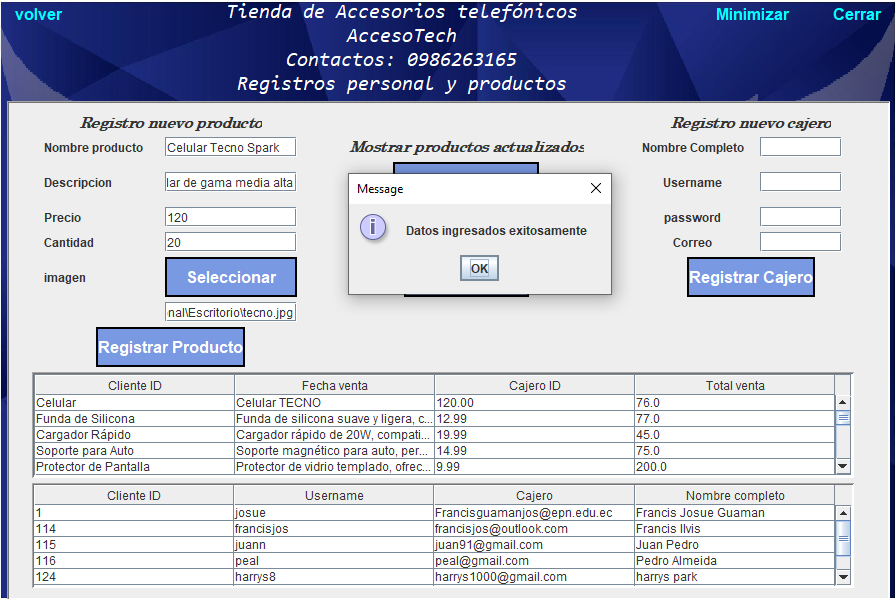 volver
Tienda de Accesorios telefónicos
Minimizar
Cerrar
AccesoTech
Contactos: 0986263165
Registros personal y productos
Registro nuevo producto
Nombre producto
Celular Tecno Spark
Descripcion
lar de gama media alta
Precio
120
Cantidad
20
imagen
Seleccionar
nal\Escritorio\tecno.jpg
Registrar Producto
Mostrar productos actualizados
Message
Datos ingresados exitosamente
OK
Registro nuevo cajero
Nombre Completo
Username
password
Correo
Registrar Cajero
Cliente ID Fecha venta Cajero ID Total venta
Celular Celular TECNO 120.00 76.0
Funda de Silicona Funda de silicona suave y ligera, c... 12.99 77.0
Cargador Rápido Cargador rápido de 20W, compati... 19.99 45.0
Soporte para Auto Soporte magnético para auto, per... 14.99 75.0
Protector de Pantalla Protector de vidrio templado, ofrec... 9.99 200.0
Cliente ID Username Cajero Nombre completo
1 josue Francisguamanjos@epn.edu.ec Francis Josue Guaman
114 francisjos francisjos@outlook.com Francis Ilvis
115 juann juan91@gmail.com Juan Pedro
116 peal peal@gmail.com Pedro Almeida
124 harrys8 harrys1000@gmail.com harrys park